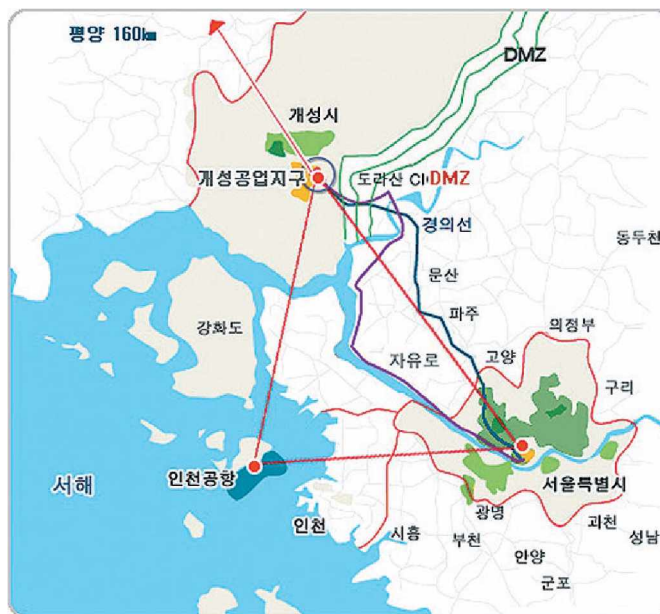 평양 160㎞
DMZ
개성시
개성공업지구
도라산 CI DMZ
경의선
동두천
문산
강화도
파주
의정부
자유로
고양
구리
인천공항
서해
서울특별시
인천
광명
시흥
부천
과천
성남
안양
군포